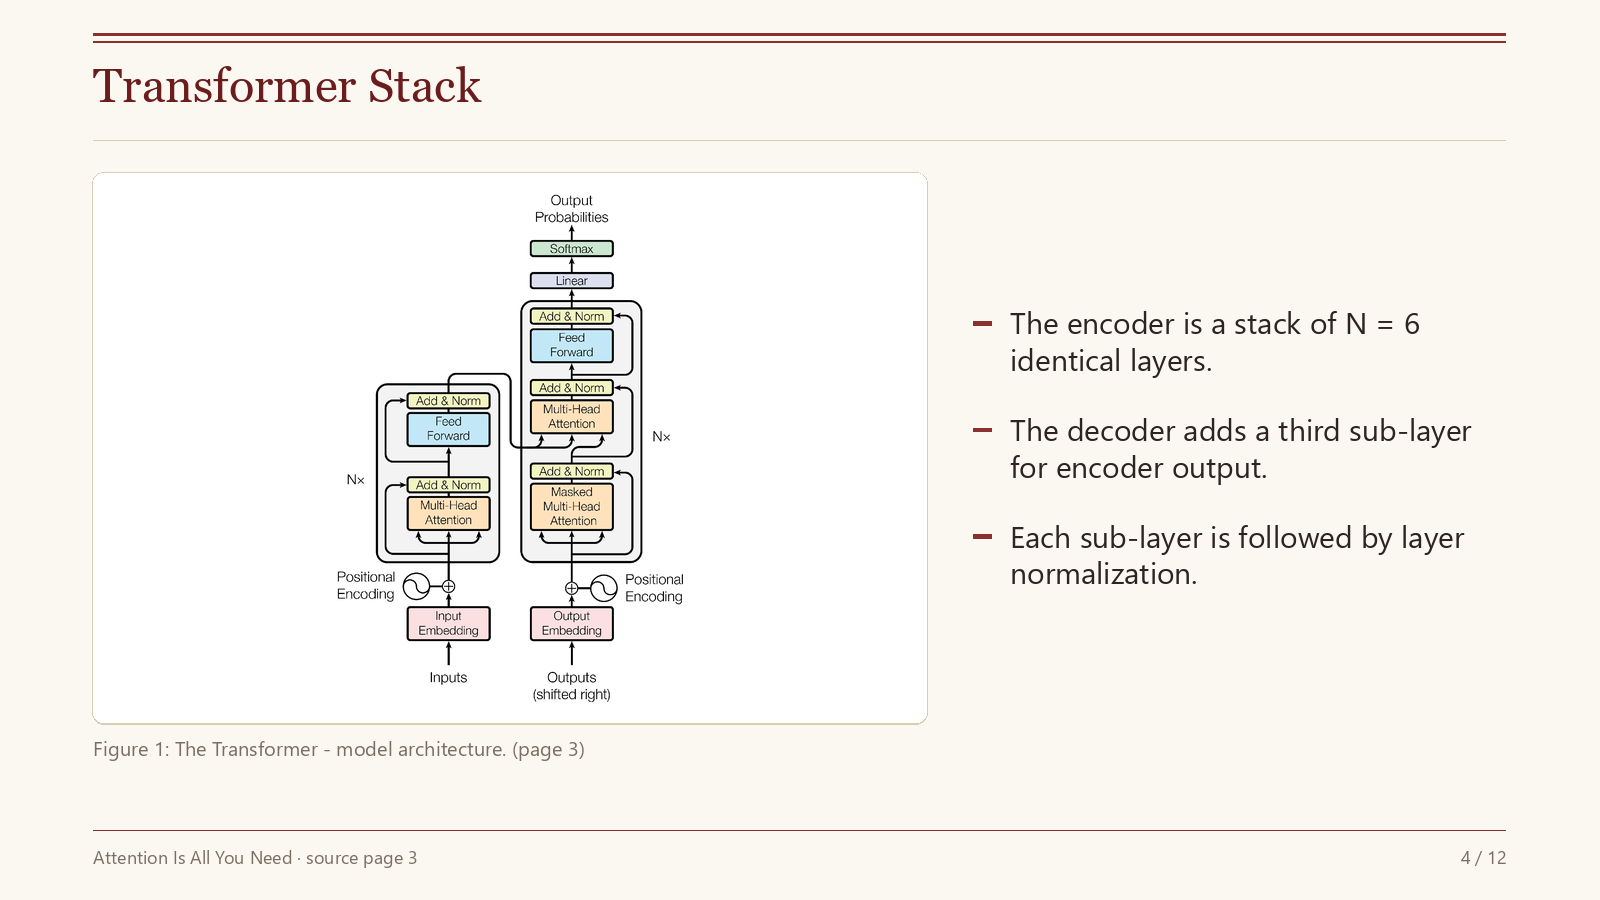 Transformer Stack
Output
Probabilities
Softmax
Linear
Add & Norm
Feed
Forward
Add & Norm
Multi-Head
Attention
N×
Add & Norm
Masked
Multi-Head
Attention
Add & Norm
Feed
Forward
N×
Add & Norm
Multi-Head
Attention
Positional
Encoding
Positional
Encoding
Input
Embedding
Output
Embedding
Inputs
Outputs
(shifted right)
Figure 1: The Transformer - model architecture. (page 3)
The encoder is a stack of N = 6
identical layers.
The decoder adds a third sub-layer
for encoder output.
Each sub-layer is followed by layer
normalization.
Attention Is All You Need · source page 3
4 / 12